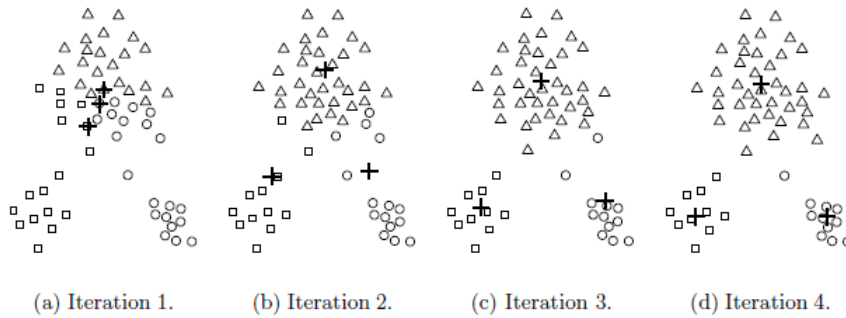 (a) Iteration 1.
(b) Iteration 2.
(c) Iteration 3.
(d) Iteration 4.